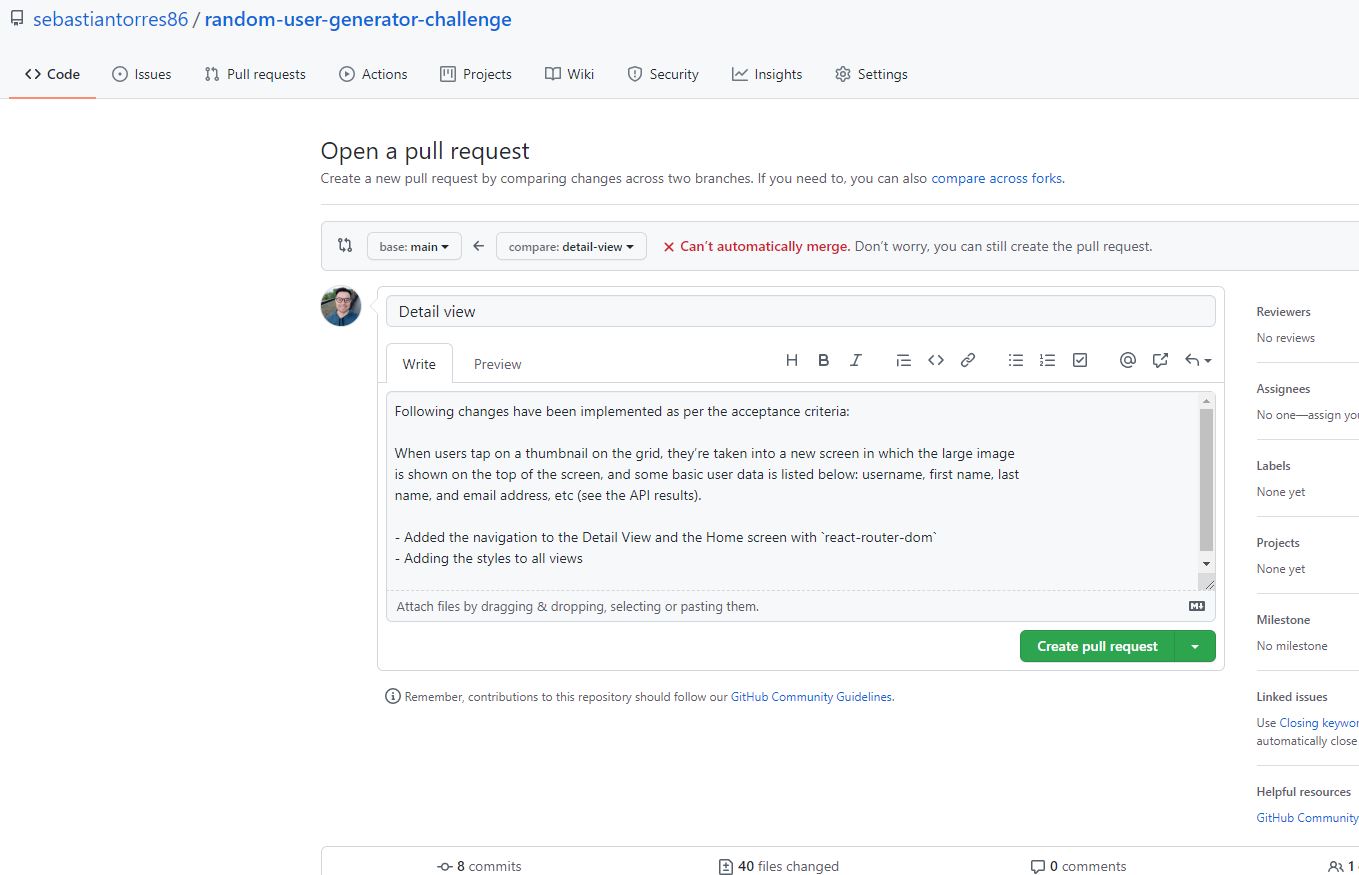 sebastiantorres86 / random-user-generator-challenge
Code Issues Pull requests Actions Projects Wiki Security Insights Settings
Open a pull request
Create a new pull request by comparing changes across two branches. If you need to, you can also compare across forks.
base: main compare: detail-view Can’t automatically merge. Don’t worry, you can still create the pull request.
Detail view
Write Preview
Following changes have been implemented as per the acceptance criteria:
When users tap on a thumbnail on the grid, they’re taken into a new screen in which the large image
is shown on the top of the screen, and some basic user data is listed below: username, first name, last
name, and email address, etc (see the API results).
- Added the navigation to the Detail View and the Home screen with `react-router-dom`
- Adding the styles to all views
Attach files by dragging & dropping, selecting or pasting them.
Create pull request
Remember, contributions to this repository should follow our GitHub Community Guidelines.
Reviewers
No reviews
Assignees
No one—assign you
Labels
None yet
Projects
None yet
Milestone
No milestone
Linked issues
Use Closing keywor
automatically close
Helpful resources
GitHub Community
8 commits 40 files changed 0 comments 1